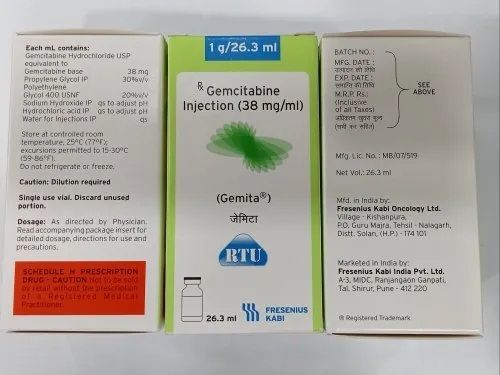 Each mL contains:
Gemcitabine Hydrochloride USP
equivalent to
Gemcitabine base 38 mg
Propylene Glycol IP 30%v/v
Polyethylene
Glycol 400 USNF 20%v/v
Sodium Hydroxide IP qs to adjust pH
Hydrochloric acid IP qs to adjust pH
Water for Injections IP qs
Store at controlled room
temperature, 25°C (77°F);
excursions permitted to 15-30°C
(59-86°F).
Do not refrigerate or freeze.
Caution: Dilution required
Single use vial. Discard unused
portion.
Dosage: As directed by Physician.
Read accompanying package insert for
detailed dosage, directions for use and
precautions.
SCHEDULE H PRESCRIPTION
DRUG - CAUTION Not to be sold
by retail without the prescription
of a Registered Medical
Practitioner.
1 g/26.3 ml
℞ Gemcitabine
Injection (38 mg/ml)
(Gemita®)
जेमिटा
RTU
26.3 ml
FRESENIUS
KABI
BATCH NO. :
MFG. DATE :
उत्पादन की तिथि
EXP. DATE :
समाप्ति की तिथि
M.R.P. Rs.:
(Inclusive
of all Taxes)
अधिकतम खुदरा मूल्य
(सभी कर सहित)
SEE
ABOVE
Mfg. Lic. No. : MB/07/519
Net Vol.: 26.3 ml
Mfd. in India by:
Fresenius Kabi Oncology Ltd.
Village - Kishanpura,
P.O. Guru Majra, Tehsil - Nalagarh,
Distt. Solan, (H.P.) - 174 101
Marketed in India by:
Fresenius Kabi India Pvt. Ltd.
A-3, MIDC, Ranjangaon Ganpati,
Tal. Shirur, Pune - 412 220
® Registered Trademark